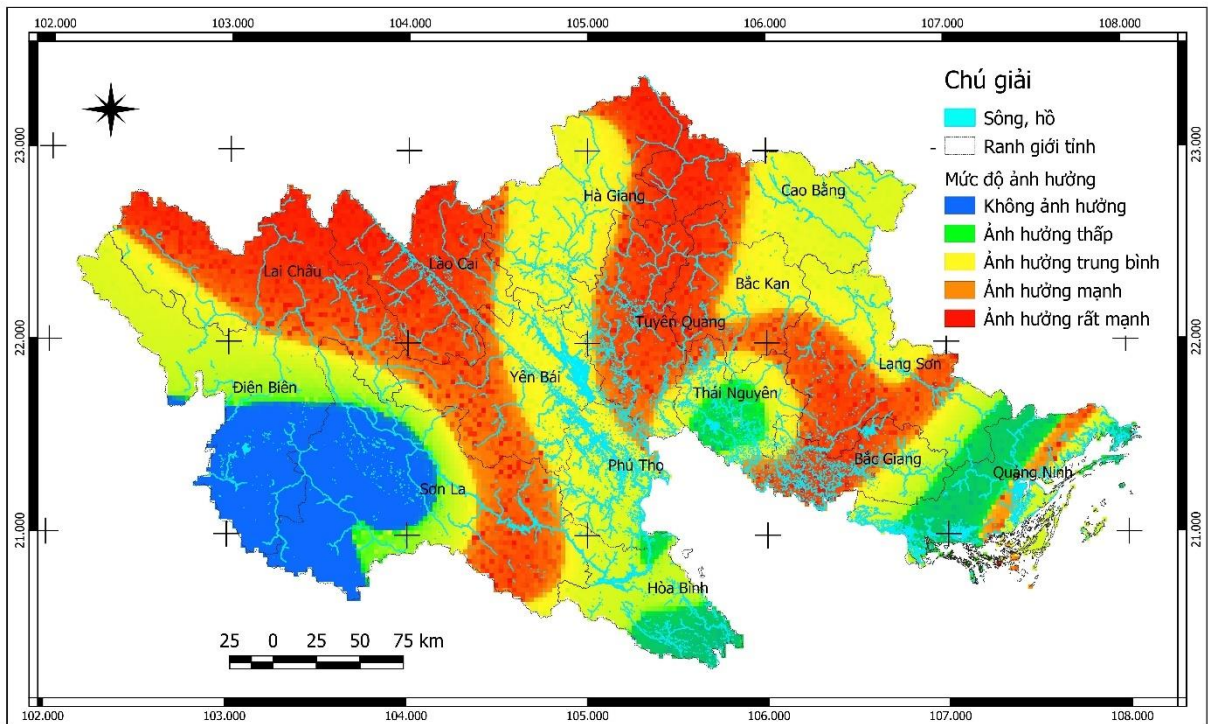 102.000 103.000 104.000 105.000 106.000 107.000 108.000
23.000
22.000
21.000
23.000
22.000
21.000
Chú giải
Sông, hồ
Ranh giới tỉnh
Mức độ ảnh hưởng
Không ảnh hưởng
Ảnh hưởng thấp
Ảnh hưởng trung bình
Ảnh hưởng mạnh
Ảnh hưởng rất mạnh
Hà Giang
Cao Bằng
Lai Châu
Lào Cai
Bắc Kạn
Tuyên Quang
Lạng Sơn
Yên Bái
Điên Biên
Thái Nguyên
Phú Thọ
Bắc Giang
Quảng Ninh
Sơn La
Hòa Bình
25 0 25 50 75 km
102.000 103.000 104.000 105.000 106.000 107.000 108.000